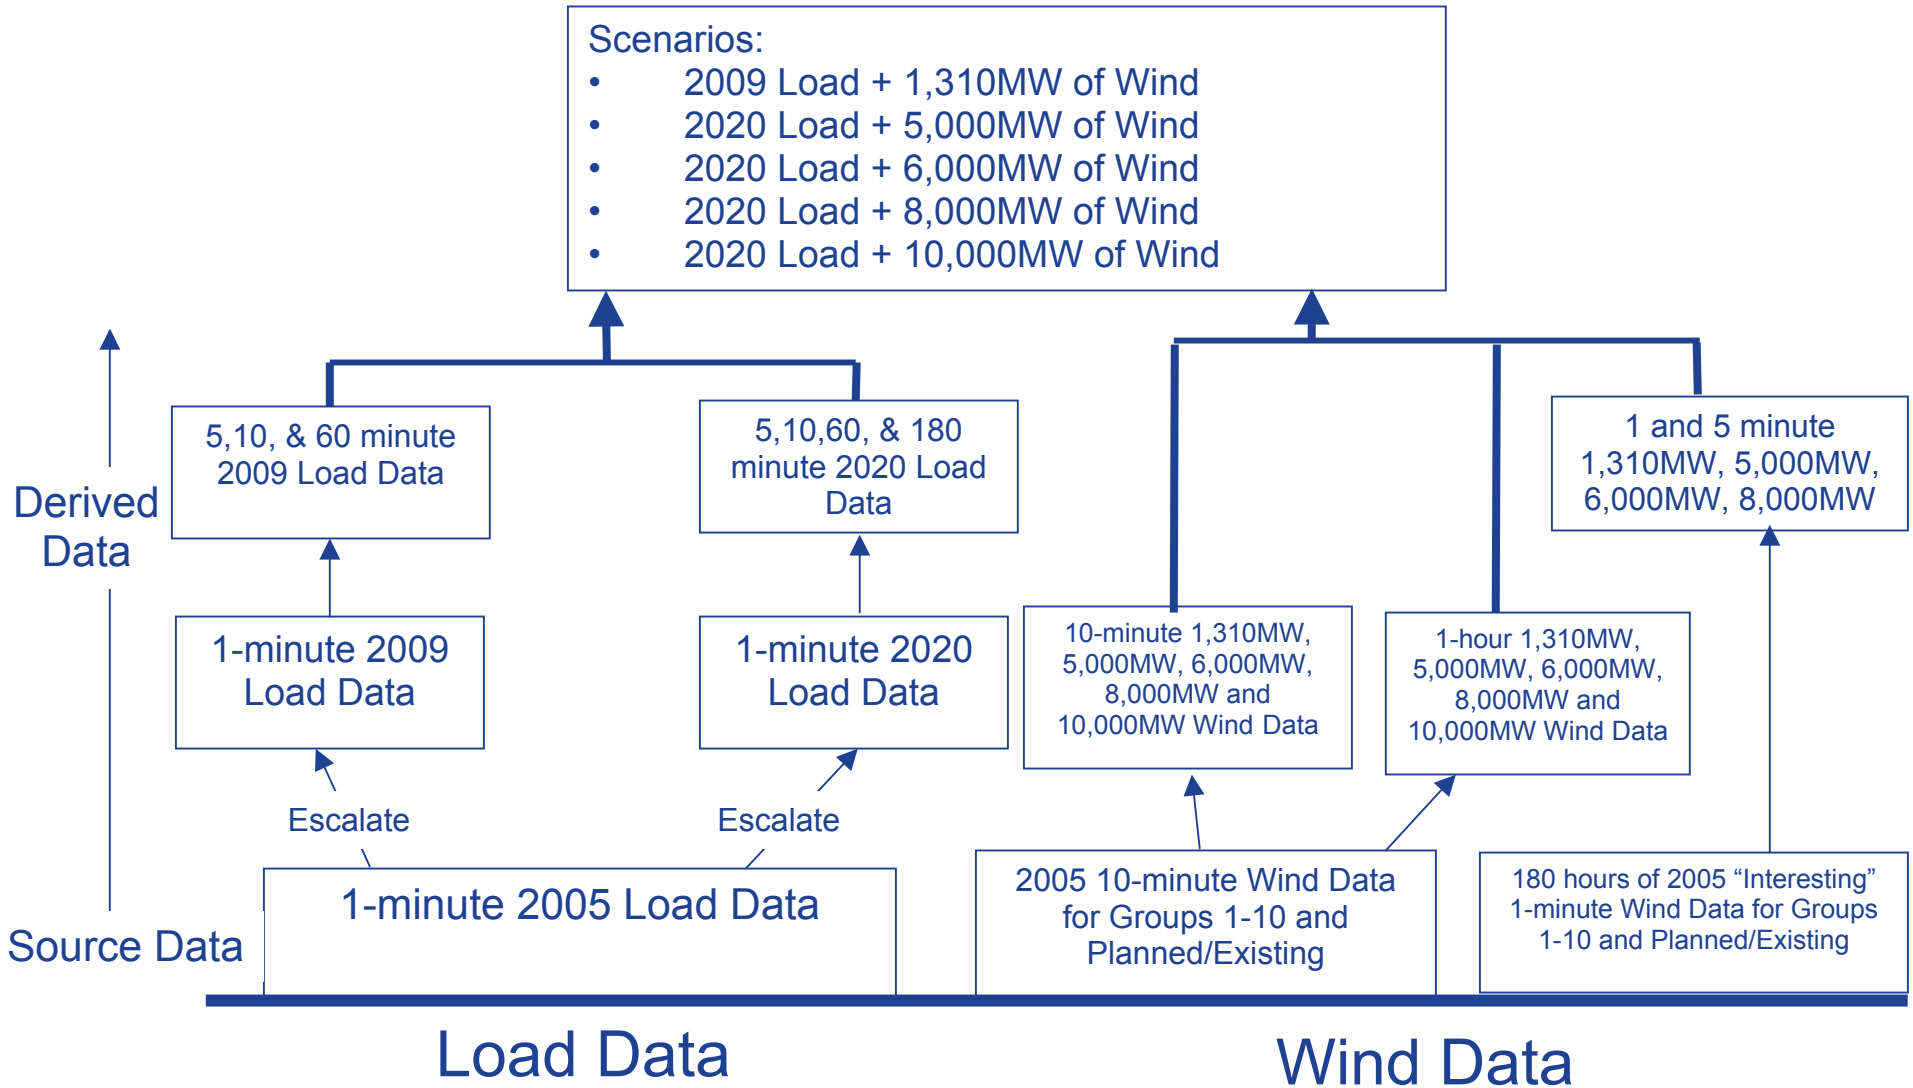 Scenarios:
• 2009 Load + 1,310MW of Wind
• 2020 Load + 5,000MW of Wind
• 2020 Load + 6,000MW of Wind
• 2020 Load + 8,000MW of Wind
• 2020 Load + 10,000MW of Wind
5,10, & 60 minute
2009 Load Data
5,10,60, & 180
minute 2020 Load
Data
1 and 5 minute
1,310MW, 5,000MW,
6,000MW, 8,000MW
Derived
Data
1-minute 2009
Load Data
1-minute 2020
Load Data
10-minute 1,310MW,
5,000MW, 6,000MW,
8,000MW and
10,000MW Wind Data
1-hour 1,310MW,
5,000MW, 6,000MW,
8,000MW and
10,000MW Wind Data
Escalate
Escalate
Source Data
1-minute 2005 Load Data
2005 10-minute Wind Data
for Groups 1-10 and
Planned/Existing
180 hours of 2005 “Interesting”
1-minute Wind Data for Groups
1-10 and Planned/Existing
Load Data
Wind Data